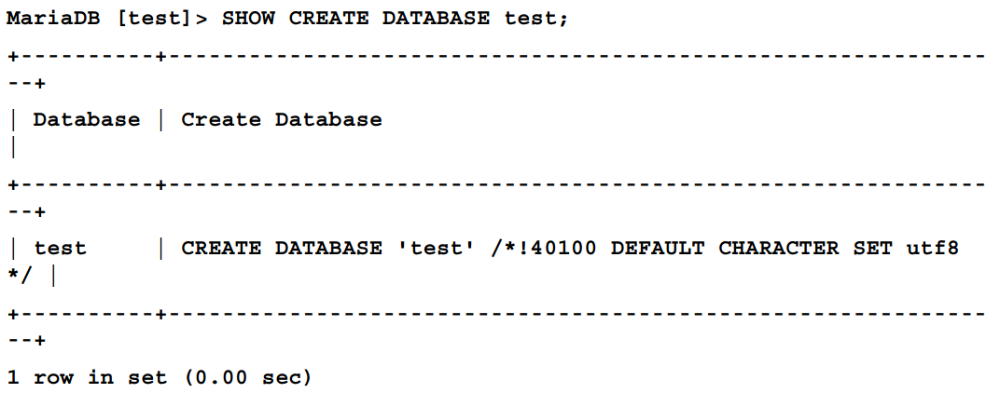 MariaDB [test]> SHOW CREATE DATABASE test;
+----------+-------------------------------------------------------------
--+
| Database | Create Database
|
+----------+-------------------------------------------------------------
--+
| test     | CREATE DATABASE 'test' /*!40100 DEFAULT CHARACTER SET utf8
*/ |
+----------+-------------------------------------------------------------
--+
1 row in set (0.00 sec)